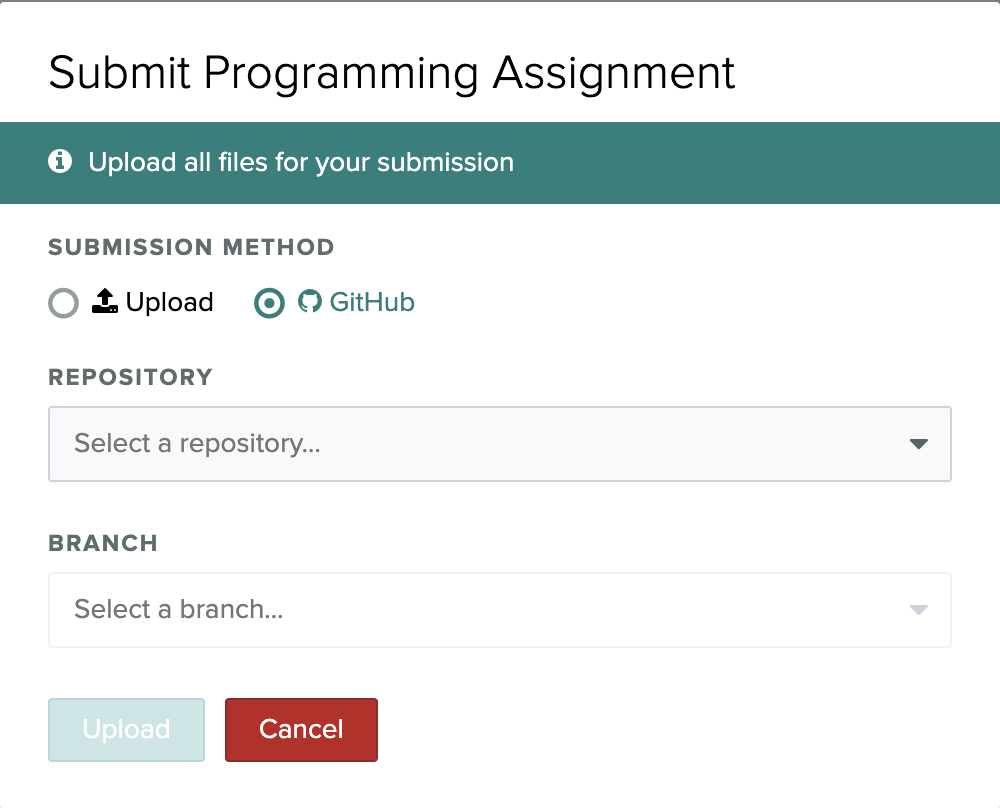 Submit Programming Assignment
Upload all files for your submission
SUBMISSION METHOD
Upload GitHub
REPOSITORY
Select a repository...
BRANCH
Select a branch...
Upload Cancel